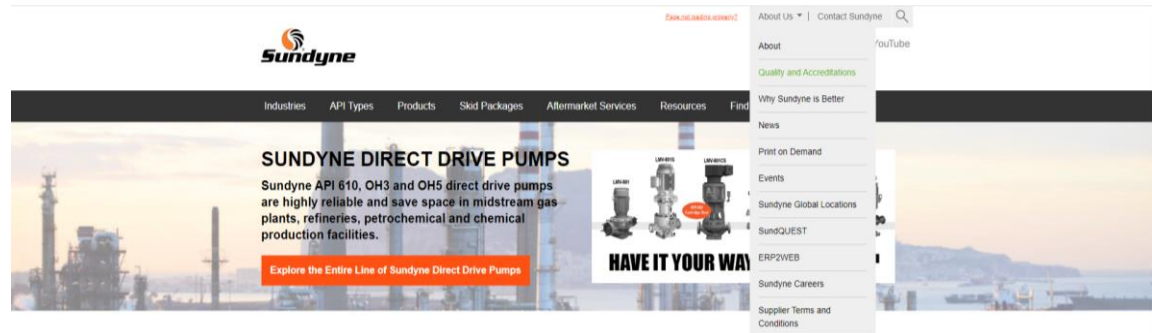 Page not loading properly?
About Us
Contact Sundyne
Sundyne
YouTube
About
Quality and Accreditations
Why Sundyne is Better
News
Print on Demand
Events
Sundyne Global Locations
SundQUEST
ERP2WEB
Sundyne Careers
Supplier Terms and
Conditions
Industries
API Types
Products
Skid Packages
Aftermarket Services
Resources
Find
SUNDYNE DIRECT DRIVE PUMPS
Sundyne API 610, OH3 and OH5 direct drive pumps
are highly reliable and save space in midstream gas
plants, refineries, petrochemical and chemical
production facilities.
Explore the Entire Line of Sundyne Direct Drive Pumps
HAVE IT YOUR WAY